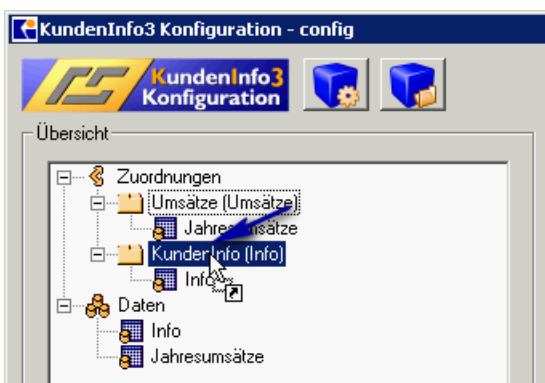 KundenInfo3 Konfiguration - config
KundenInfo3
Konfiguration
Übersicht
Zuordnungen
Umsätze (Umsätze)
Jahresumsätze
KundenInfo (Info)
Info
Daten
Info
Jahresumsätze